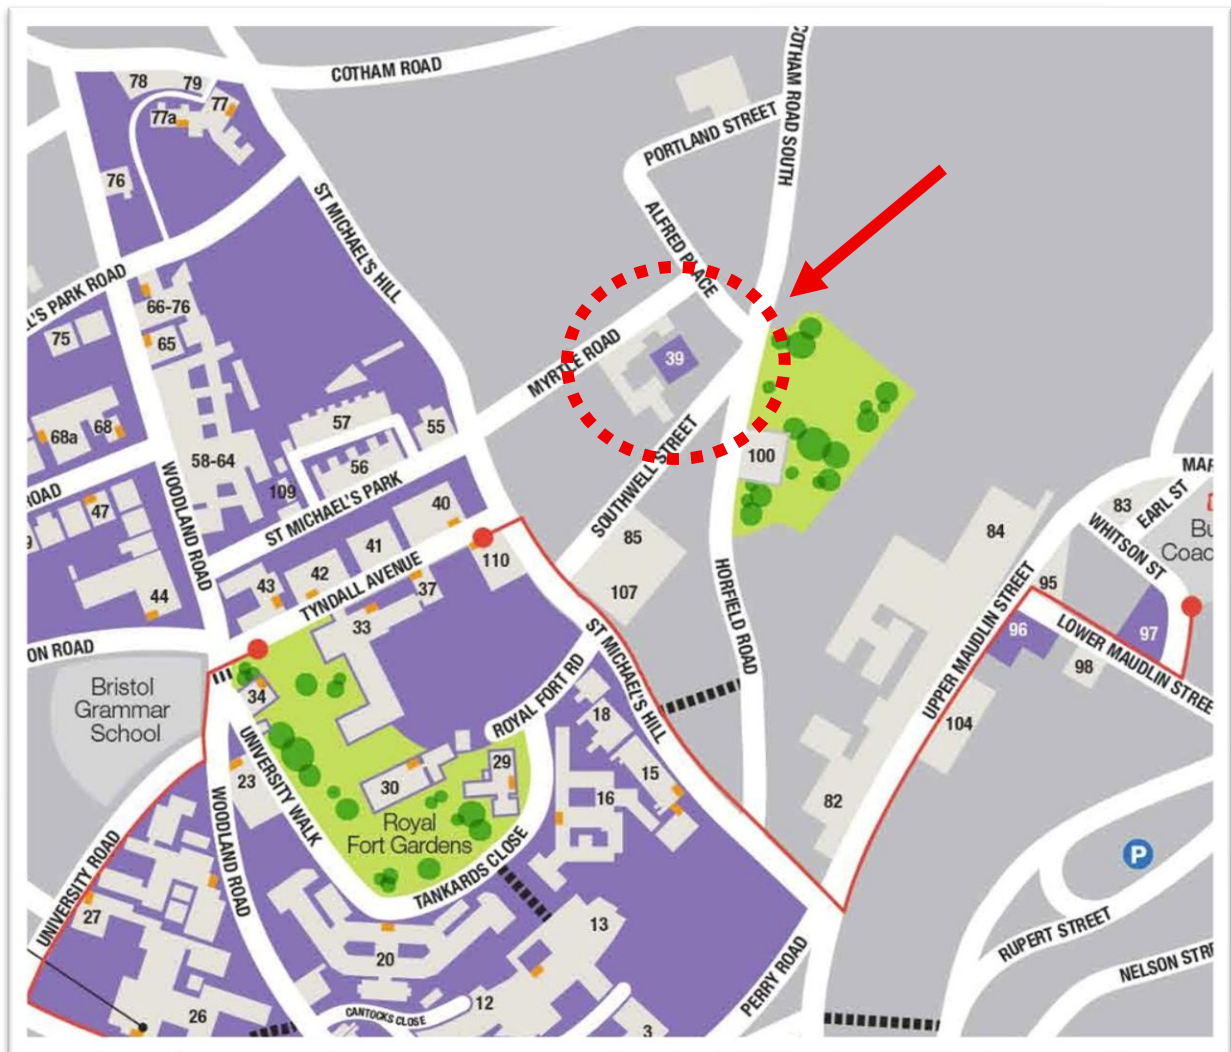 COTHAM ROAD
COTHAM ROAD SOUTH
78
79
77
77a
76
PORTLAND STREET
ST MICHAEL'S HILL
ALFRED PLACE
L'S PARK ROAD
66-76
65
75
MYRTLE ROAD
39
68a
68
57
55
58-64
56
109
100
ROAD
47
WOODLAND ROAD
ST MICHAEL'S PARK
SOUTHWELL STREET
40
41
42
43
44
110
85
107
37
TYNDALL AVENUE
33
HORFIELD ROAD
84
83
MAR
EARL ST
WHITSON ST
Bu
Coac
95
96
97
98
LOWER MAUDLIN STREE
UPPER MAUDLIN STREET
104
82
ON ROAD
Bristol
Grammar
School
34
ST MICHAEL'S HILL
ROYAL FORT RD
18
15
16
29
30
Royal
Fort Gardens
23
UNIVERSITY WALK
WOODLAND ROAD
TANKARDS CLOSE
UNIVERSITY ROAD
27
26
20
13
12
3
CANTOCKS CLOSE
PERRY ROAD
P
RUPERT STREET
NELSON STR